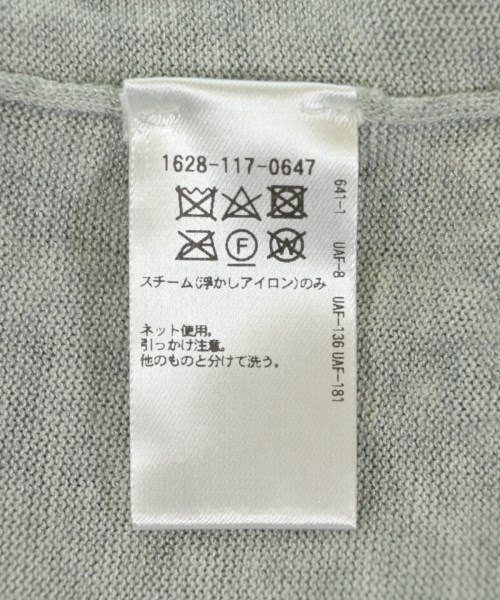 1628-117-0647
F W
スチーム(浮かしアイロン)のみ
ネット使用。
引っかけ注意。
他のものと分けて洗う。
641-1 UAF-8 UAF-136 UAF-181